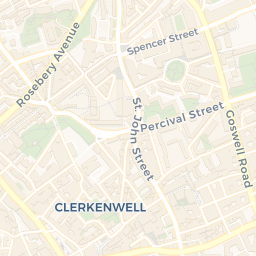 Spencer Street
Rosebery Avenue
St. John Street
Percival Street
Goswell Road
CLERKENWELL